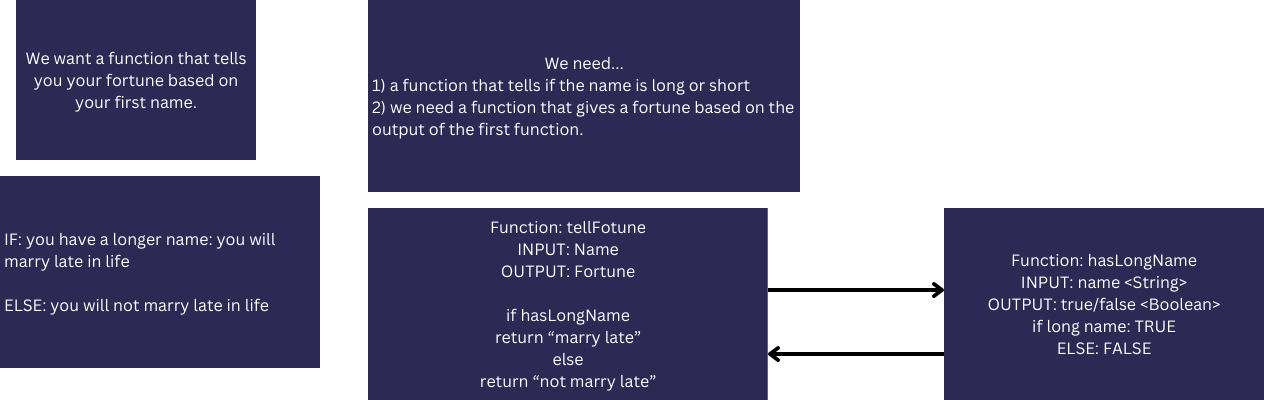 We want a function that tells
you your fortune based on
your first name.
We need...
1) a function that tells if the name is long or short
2) we need a function that gives a fortune based on the
output of the first function.
IF: you have a longer name: you will
marry late in life
ELSE: you will not marry late in life
Function: tellFotune
INPUT: Name
OUTPUT: Fortune
if hasLongName
return “marry late”
else
return “not marry late”
Function: hasLongName
INPUT: name <String>
OUTPUT: true/false <Boolean>
if long name: TRUE
ELSE: FALSE